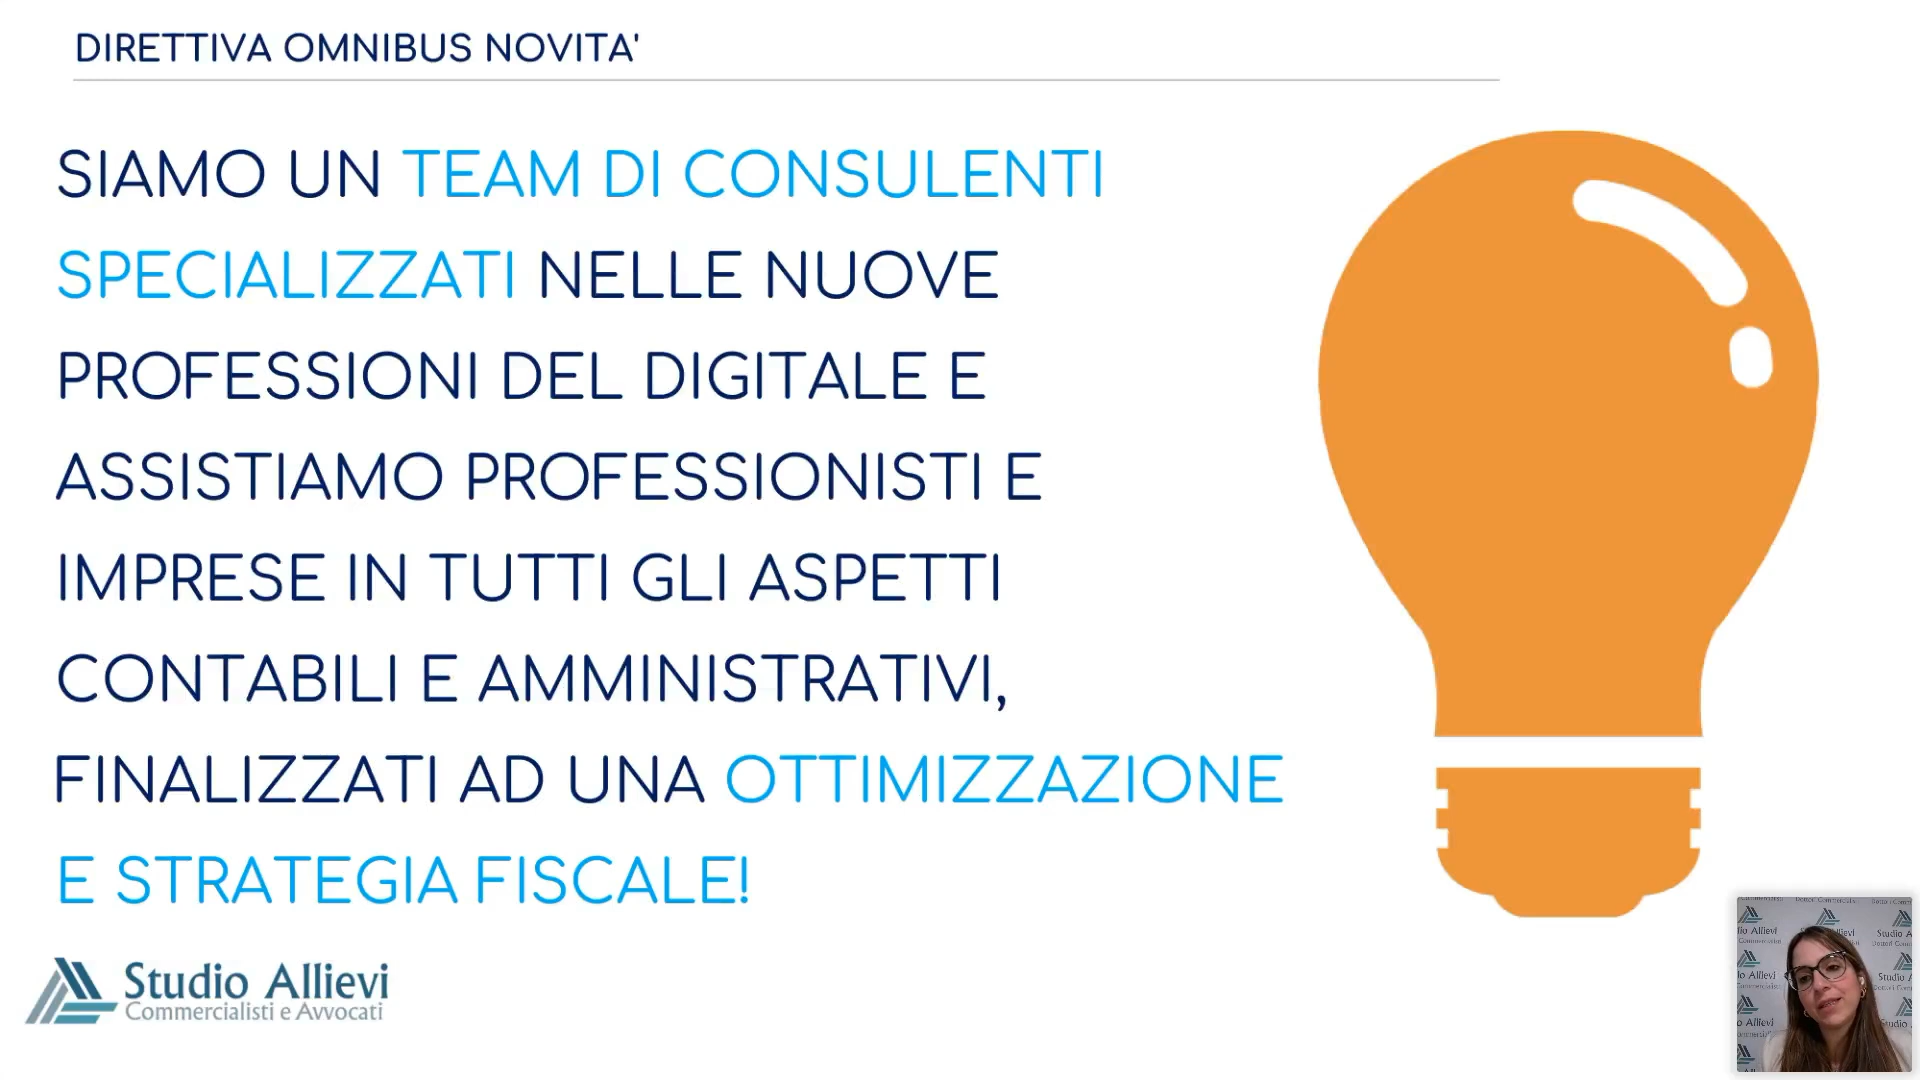 DIRETTIVA OMNIBUS NOVITA'
SIAMO UN TEAM DI CONSULENTI
SPECIALIZZATI NELLE NUOVE
PROFESSIONI DEL DIGITALE E
ASSISTIAMO PROFESSIONISTI E
IMPRESE IN TUTTI GLI ASPETTI
CONTABILI E AMMINISTRATIVI,
FINALIZZATI AD UNA OTTIMIZZAZIONE
E STRATEGIA FISCALE!
Studio Allievi
Commercialisti e Avvocati